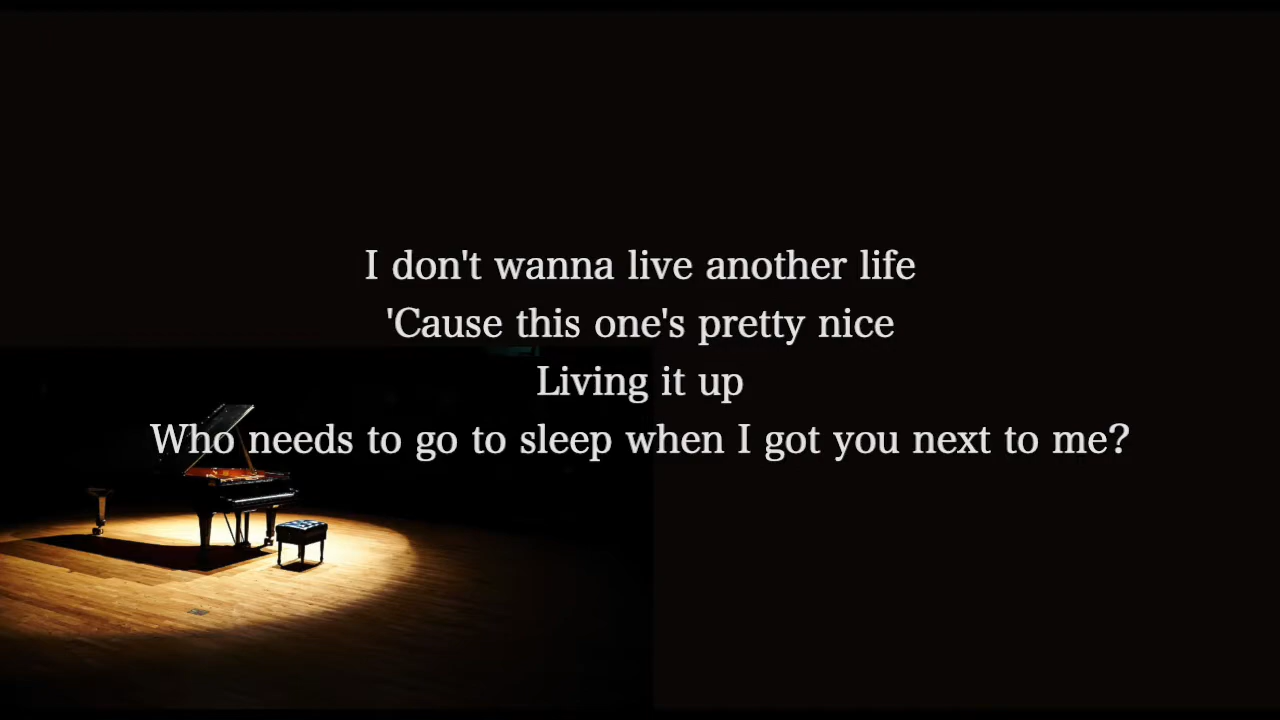 I don't wanna live another life
'Cause this one's pretty nice
Living it up
Who needs to go to sleep when I got you next to me?